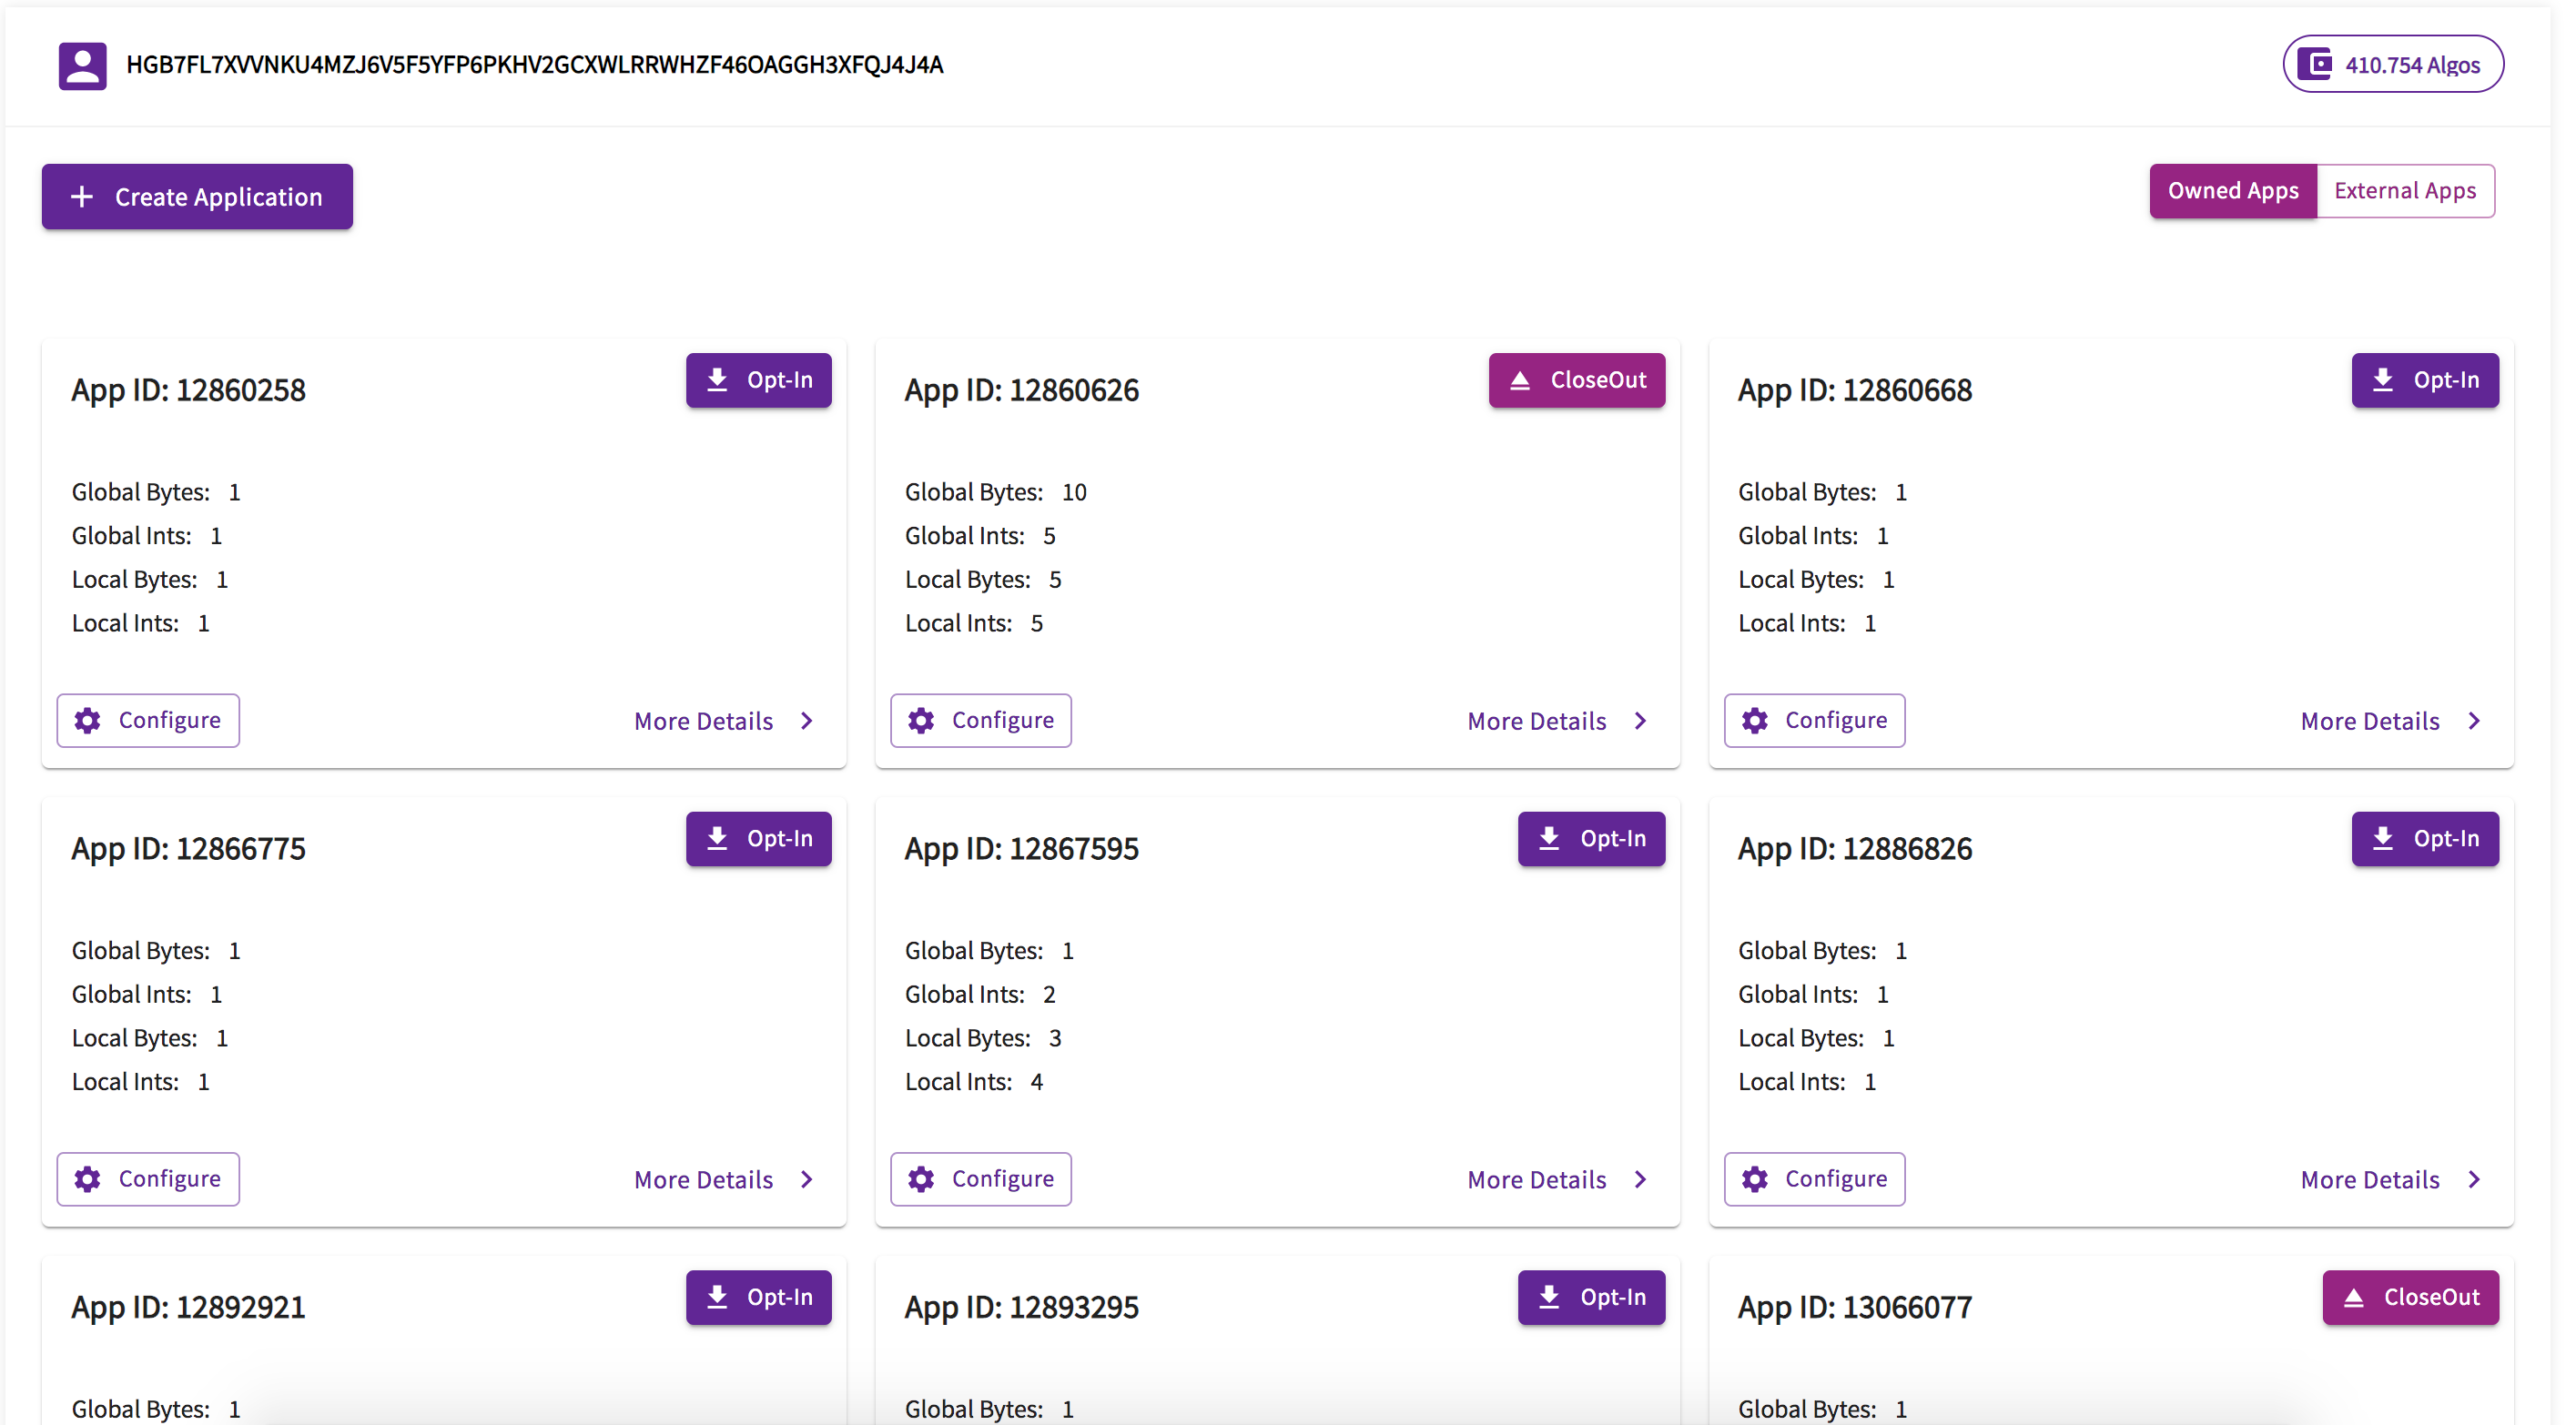 HGB7FL7XVVNKU4MZJ6V5F5YFP6PKHV2GCXWLRRWHZF46OAGGH3XFQJ4J4A
410.754 Algos
Create Application
Owned Apps
External Apps
App ID: 12860258
Opt-In
Global Bytes: 1
Global Ints: 1
Local Bytes: 1
Local Ints: 1
Configure
More Details
App ID: 12860626
CloseOut
Global Bytes: 10
Global Ints: 5
Local Bytes: 5
Local Ints: 5
Configure
More Details
App ID: 12860668
Opt-In
Global Bytes: 1
Global Ints: 1
Local Bytes: 1
Local Ints: 1
Configure
More Details
App ID: 12866775
Opt-In
Global Bytes: 1
Global Ints: 1
Local Bytes: 1
Local Ints: 1
Configure
More Details
App ID: 12867595
Opt-In
Global Bytes: 1
Global Ints: 2
Local Bytes: 3
Local Ints: 4
Configure
More Details
App ID: 12886826
Opt-In
Global Bytes: 1
Global Ints: 1
Local Bytes: 1
Local Ints: 1
Configure
More Details
App ID: 12892921
Opt-In
Global Bytes: 1
App ID: 12893295
Opt-In
Global Bytes: 1
App ID: 13066077
CloseOut
Global Bytes: 1